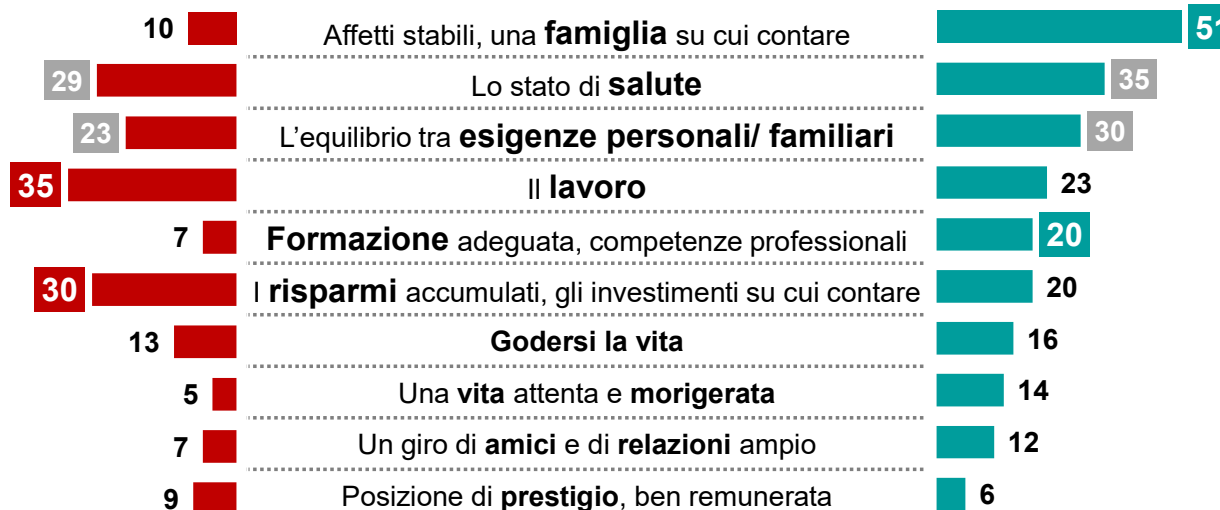 10 Affetti stabili, una famiglia su cui contare 51
29 Lo stato di salute 35
23 L'equilibrio tra esigenze personali/ familiari 30
35 Il lavoro 23
7 Formazione adeguata, competenze professionali 20
30 I risparmi accumulati, gli investimenti su cui contare 20
13 Godersi la vita 16
5 Una vita attenta e morigerata 14
7 Un giro di amici e di relazioni ampio 12
9 Posizione di prestigio, ben remunerata 6